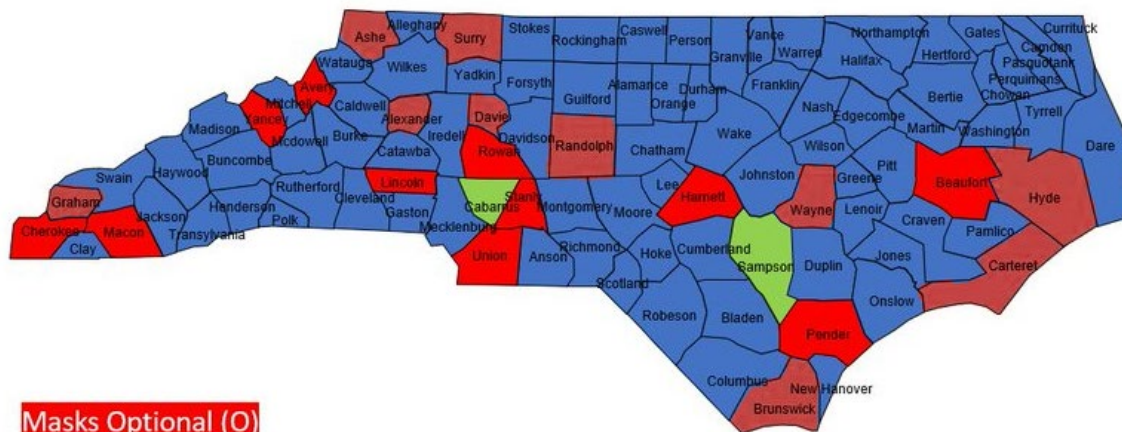 Alleghany
Ashe
Surry
Stokes
Rockingham
Caswell
Person
Vance
Granville
Warren
Northampton
Gates
Currituck
Camden
Pasquotank
Perquimans
Chowan
Hertford
Halifax
Watauga
Wilkes
Yadkin
Forsyth
Guilford
Alamance
Orange
Durham
Franklin
Nash
Edgecombe
Bertie
Martin
Washington
Tyrrell
Dare
Avery
Mitchell
Yancey
Caldwell
Alexander
Davie
Iredell
Davidson
Randolph
Chatham
Wake
Wilson
Pitt
Greene
Beaufort
Hyde
Madison
Mcdowell
Burke
Catawba
Rowan
Buncombe
Haywood
Swain
Graham
Rutherford
Lincoln
Cleveland
Gaston
Cabarrus
Stanly
Montgomery
Moore
Lee
Harnett
Johnston
Wayne
Lenoir
Craven
Pamlico
Jones
Carteret
Cherokee
Clay
Macon
Jackson
Transylvania
Henderson
Polk
Mecklenburg
Union
Anson
Richmond
Hoke
Scotland
Cumberland
Sampson
Duplin
Onslow
Robeson
Bladen
Pender
Columbus
New Hanover
Brunswick
Masks Optional (O)